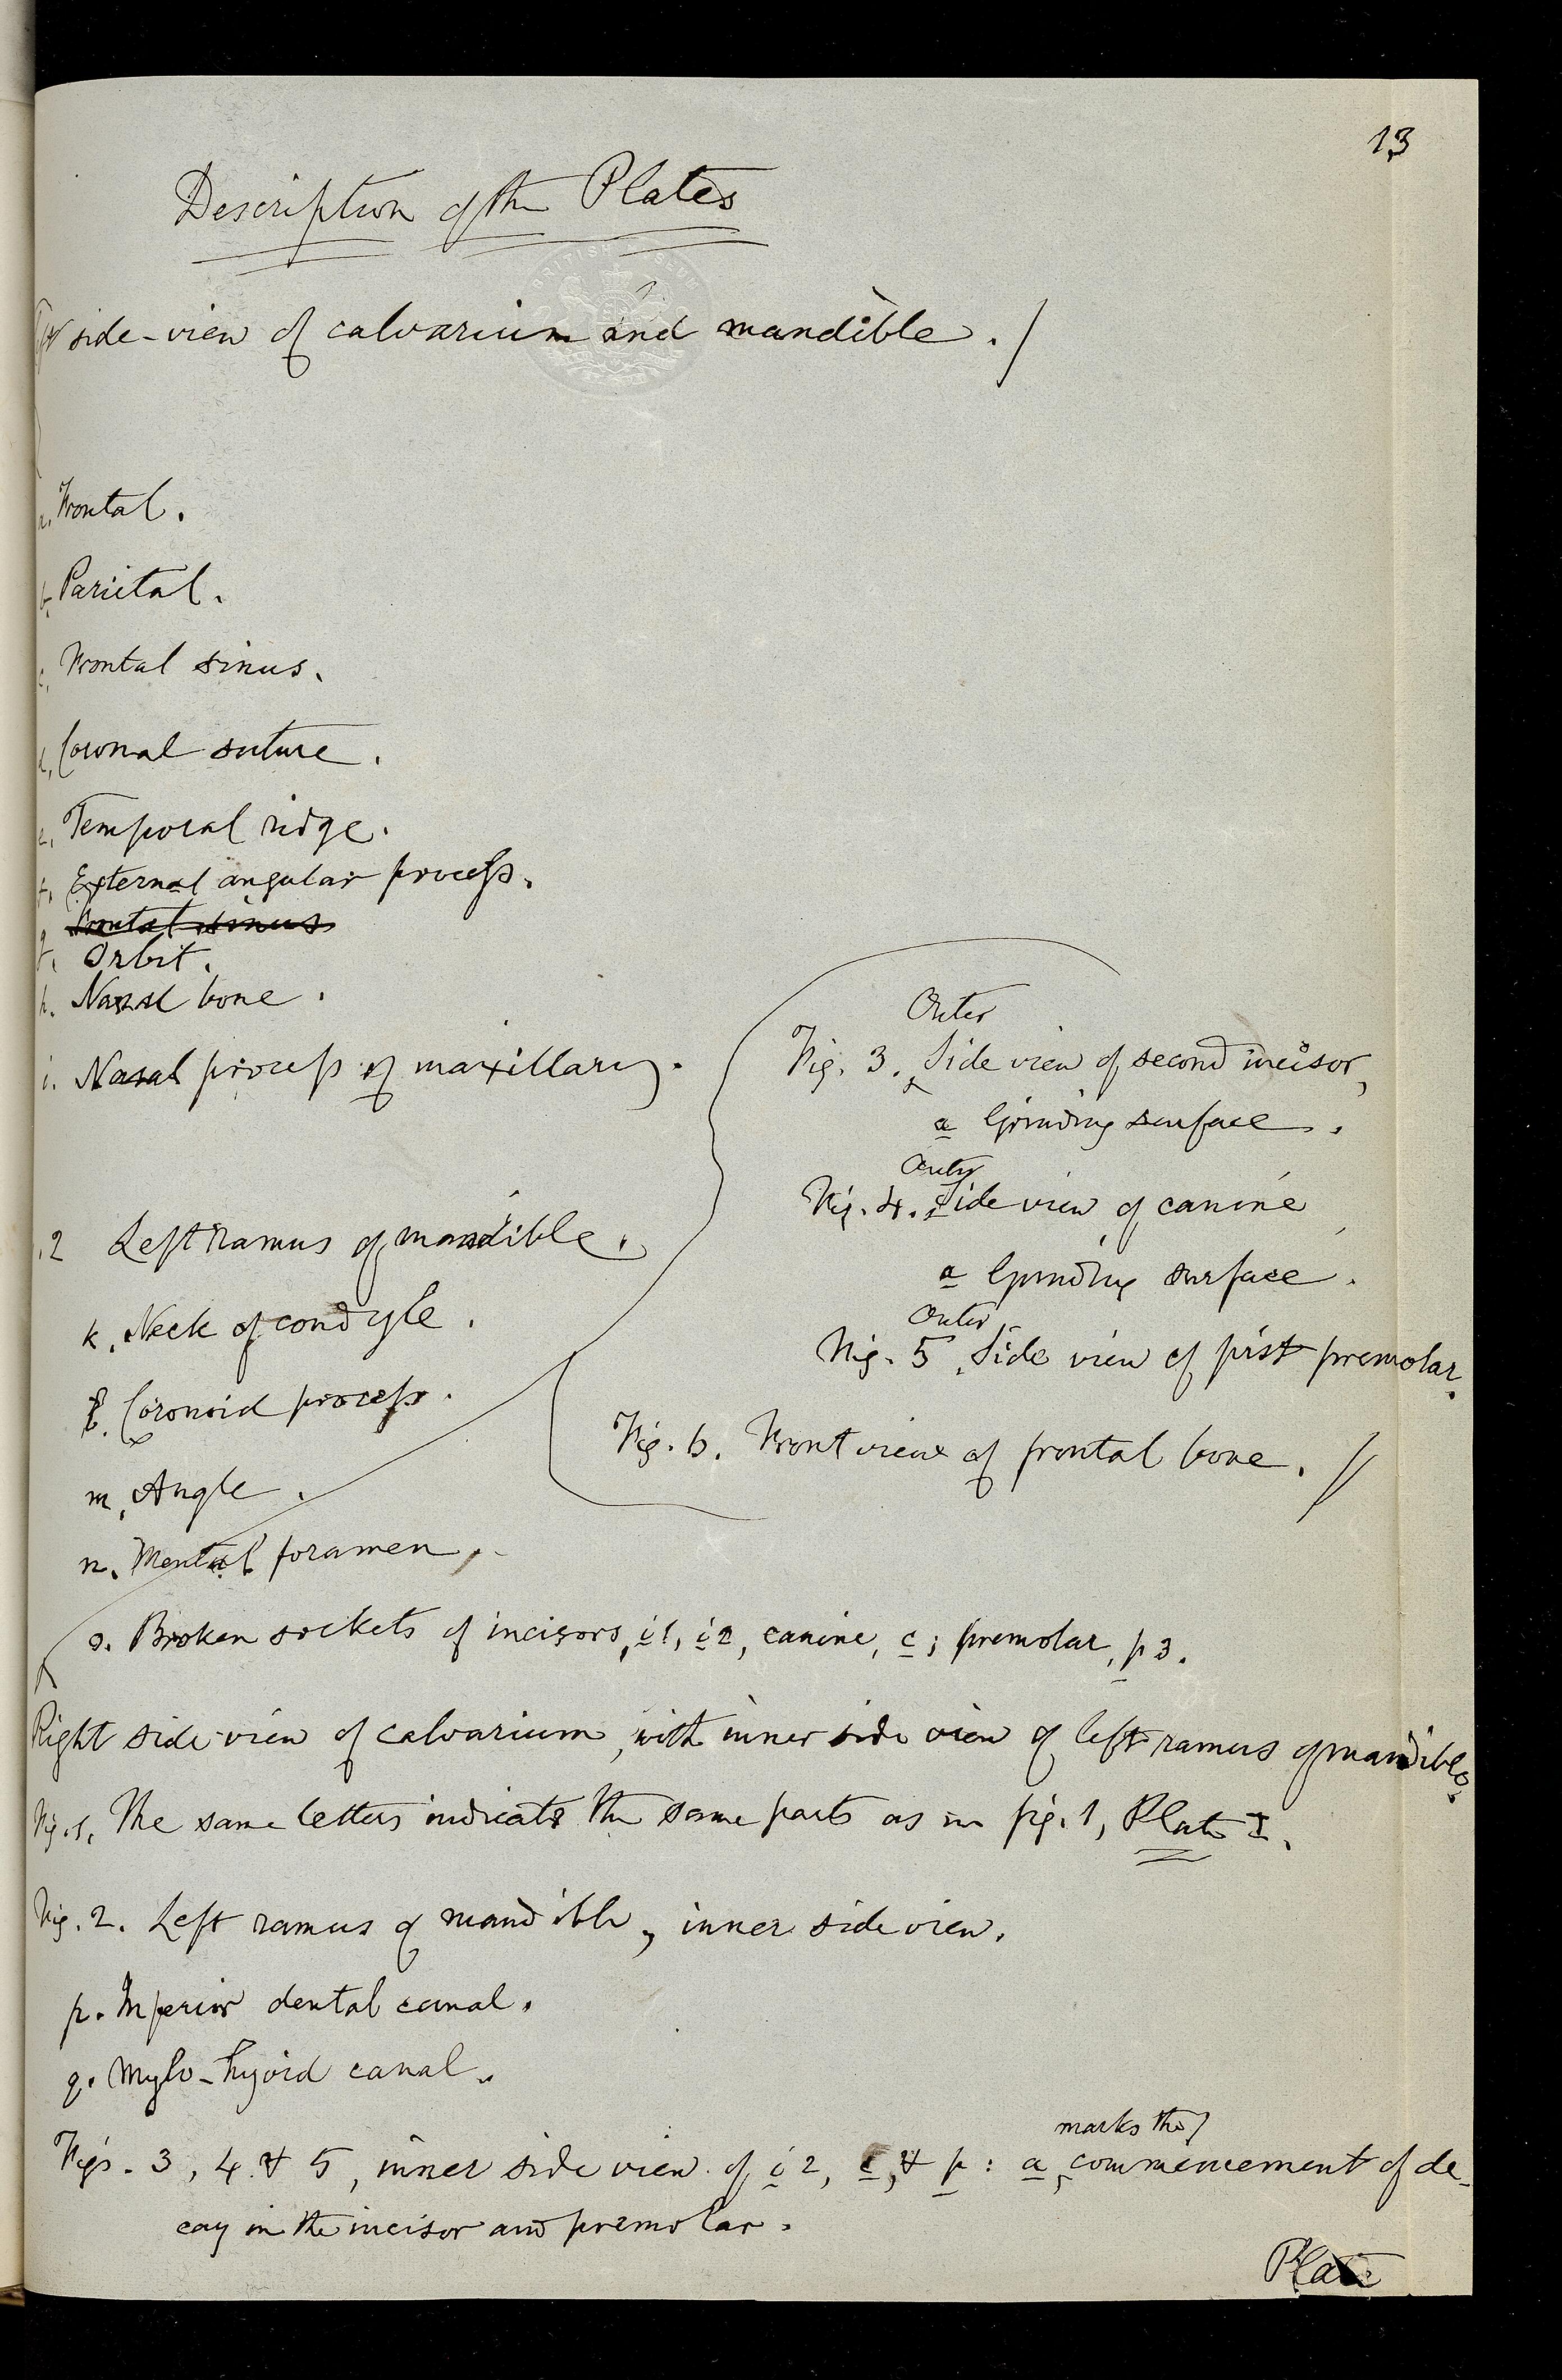 13
Description of the Plates
side-view of calvarium and mandible.
BRITISH MUSEUM
a. Frontal.
b. Parietal.
c. Frontal sinus.
d. Coronal suture.
e. Temporal ridge.
f. External angular process.
Frontal sinus
g. Orbit.
h. Nasal bone.
i. Nasal process of maxillary.
.2 Left ramus of mandible.
k. Neck of condyle.
l. Coronoid process.
m. Angle.
n. Mental foramen.
o. Broken sockets of incisors, i1, i2, canine, c; premolar, p3.
Outer
Fig. 3. Side view of second incisor,
a Grinding surface.
Outer
Fig. 4. Side view of canine,
a Grinding surface.
Outer
Fig. 5. Side view of first premolar.
Fig. 6. Front view of frontal bone.
Right side-view of calvarium, with inner side view of left ramus of mandible.
Fig. 1. The same letters indicate the same parts as in fig. 1, Plate I.
Fig. 2. Left ramus of mandible, inner side view.
p. Inferior dental canal.
q. Mylo-hyoid canal.
marks the
Figs. 3, 4 & 5, inner side view of i2, c, & p: a, commencement of de-
cay in the incisor and premolar.
Plate